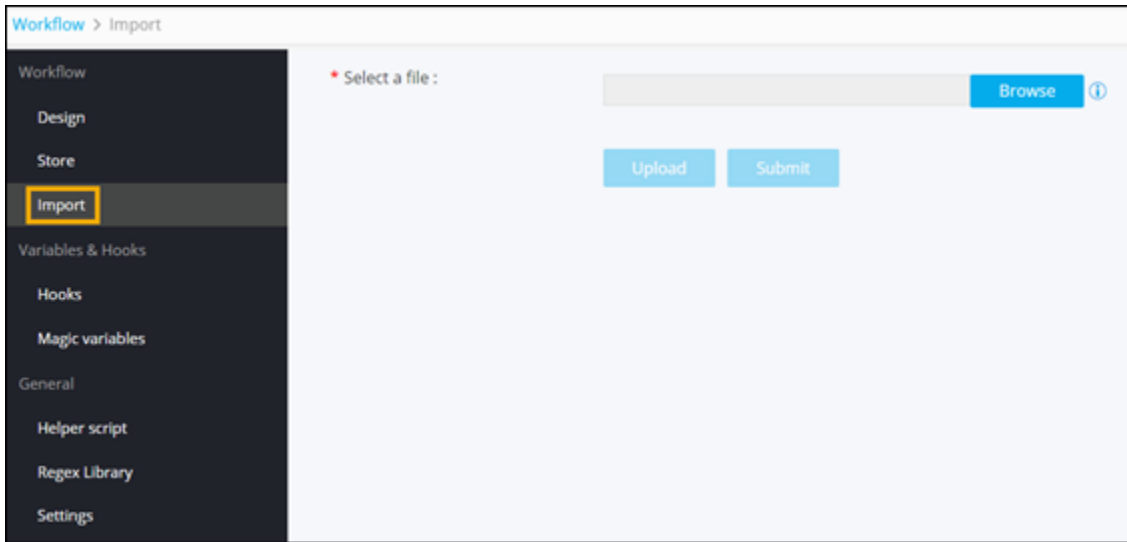 Workflow > Import
Workflow
* Select a file :
Browse
Design
Store
Upload
Submit
Import
Variables & Hooks
Hooks
Magic variables
General
Helper script
Regex Library
Settings